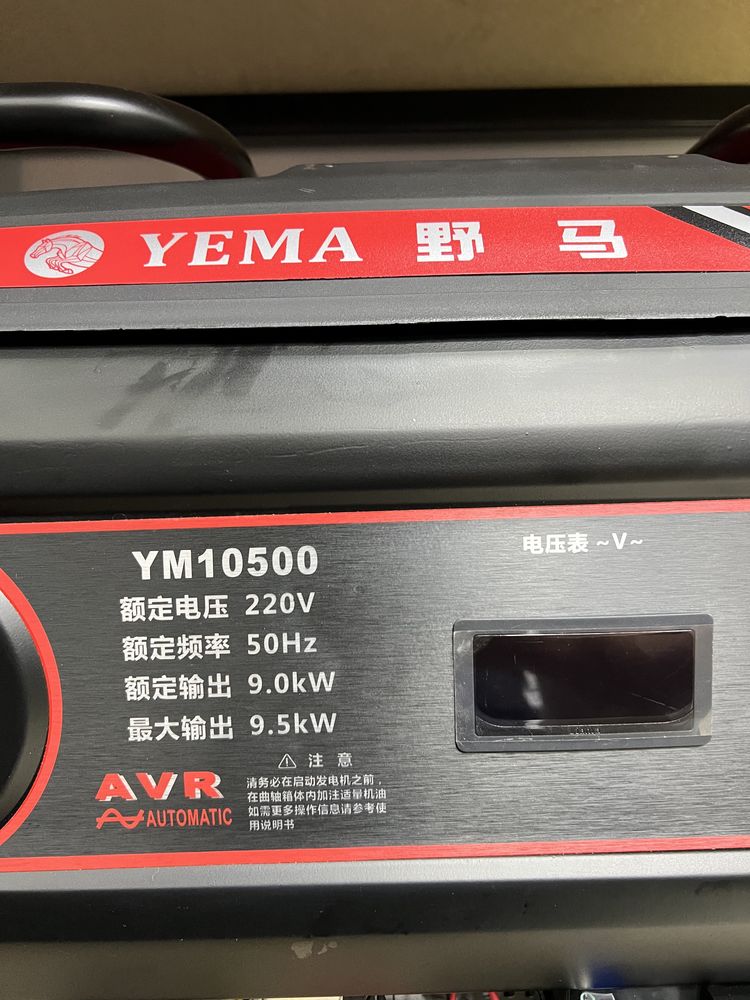 YEMA 野马
YM10500
额定电压 220V
额定频率 50Hz
额定输出 9.0kW
最大输出 9.5kW
电压表 ~V~
AVR
AUTOMATIC
⚠ 注 意
请务必在启动发电机之前,
在曲轴箱体内加注适量机油
如需更多操作信息请参考使
用说明书